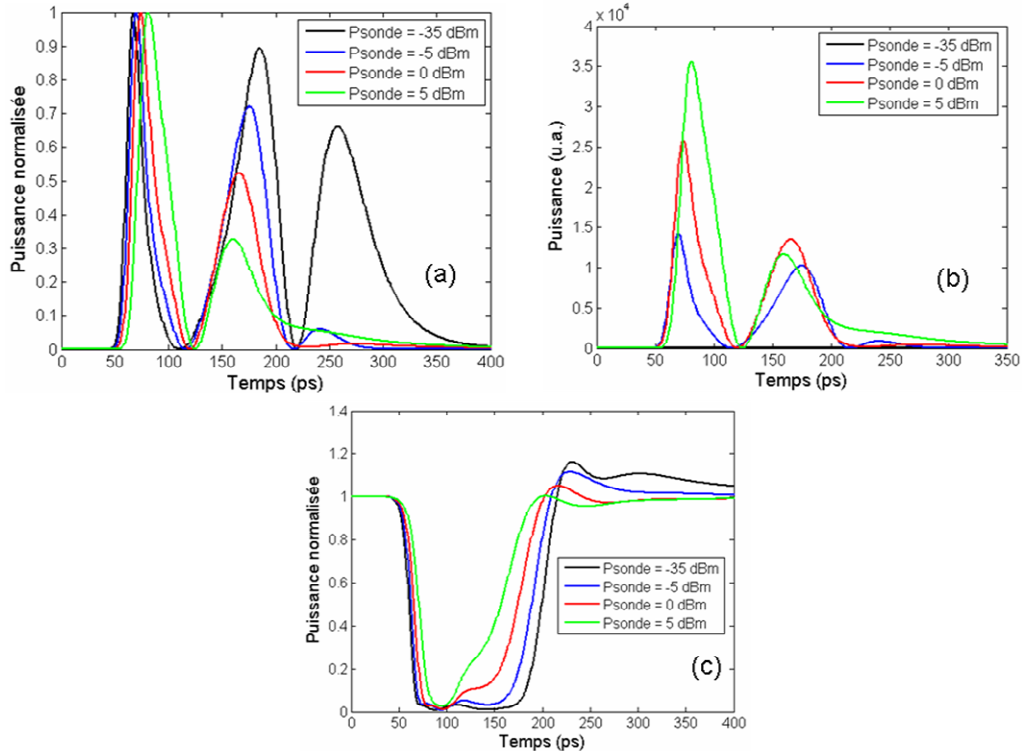 1
0.9
0.8
0.7
0.6
0.5
0.4
0.3
0.2
0.1
0
Puissance normalisée
0 50 100 150 200 250 300 350 400
Temps (ps)
Psonde = -35 dBm
Psonde = -5 dBm
Psonde = 0 dBm
Psonde = 5 dBm
(a)
x 10⁴
4
3.5
3
2.5
2
1.5
1
0.5
0
Puissance (u.a.)
0 50 100 150 200 250 300 350
Temps (ps)
Psonde = -35 dBm
Psonde = -5 dBm
Psonde = 0 dBm
Psonde = 5 dBm
(b)
1.4
1.2
1
0.8
0.6
0.4
0.2
0
Puissance normalisée
0 50 100 150 200 250 300 350 400
Temps (ps)
Psonde = -35 dBm
Psonde = -5 dBm
Psonde = 0 dBm
Psonde = 5 dBm
(c)